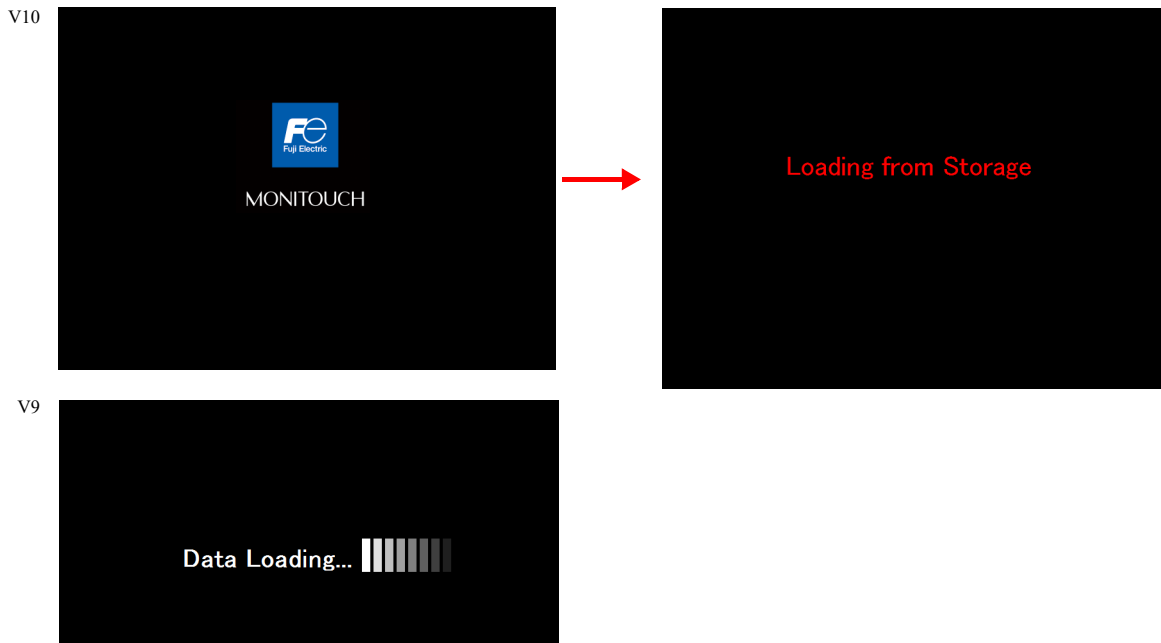 V10
Fe
Fuji Electric
MONITOUCH
Loading from Storage
V9
Data Loading...